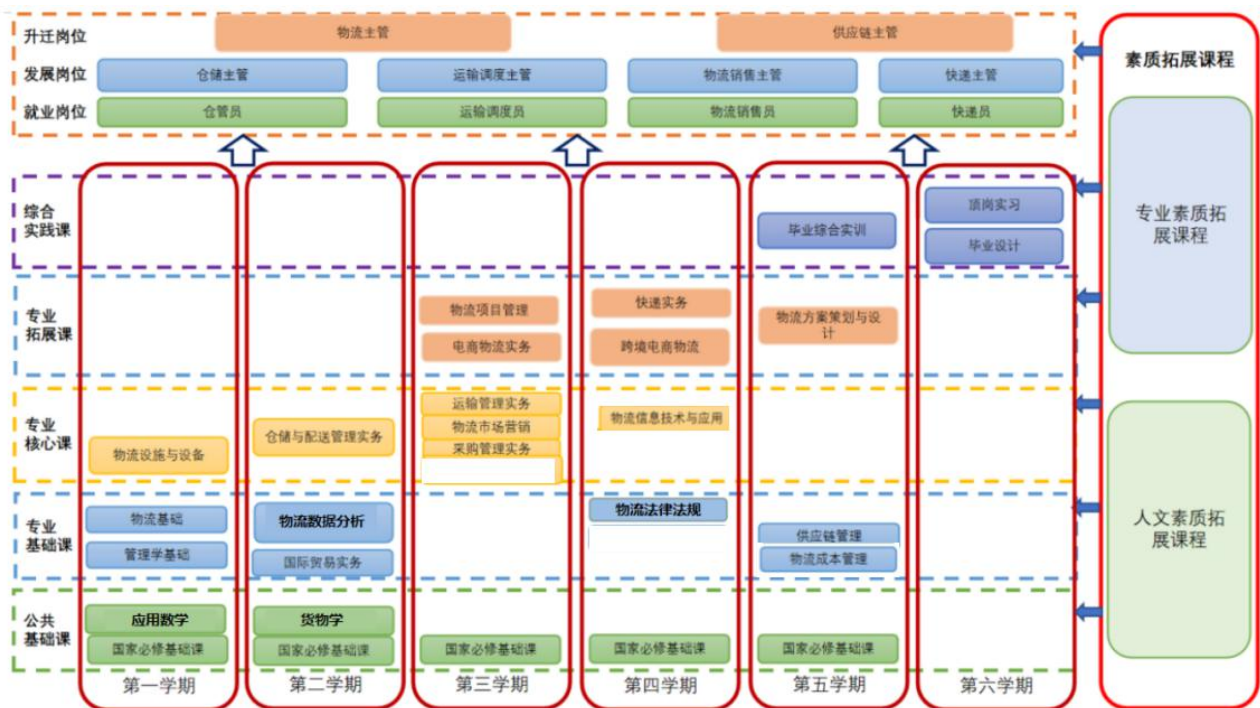 升迁岗位
物流主管
供应链主管
素质拓展课程
发展岗位
仓储主管
运输调度主管
物流销售主管
快递主管
就业岗位
仓管员
运输调度员
物流销售员
快递员
综合
实践课
毕业综合实训
顶岗实习
毕业设计
专业素质拓
展课程
专业
拓展课
物流项目管理
电商物流实务
快递实务
跨境电商物流
物流方案策划与设
计
专业
核心课
物流设施与设备
仓储与配送管理实务
运输管理实务
物流市场营销
采购管理实务
物流信息技术与应用
专业
基础课
物流基础
管理学基础
物流数据分析
国际贸易实务
物流法律法规
供应链管理
物流成本管理
人文素质拓
展课程
公共
基础课
应用数学
国家必修基础课
货物学
国家必修基础课
国家必修基础课
国家必修基础课
国家必修基础课
第一学期
第二学期
第三学期
第四学期
第五学期
第六学期